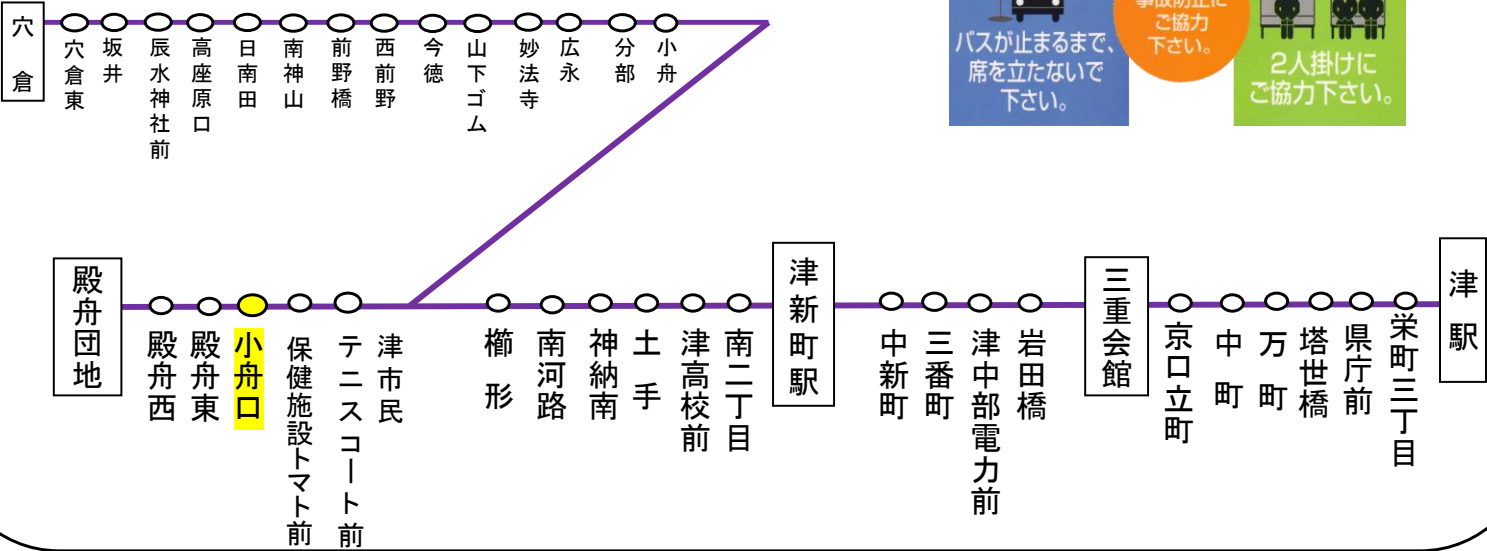 穴倉
穴倉東
坂井
辰水神社前
高座原口
日南田
南神山
前野橋
西前野
今徳
山下ゴム
妙法寺
広永
分部
小舟
バスが止まるまで、
席を立たないで
下さい。
事故防止に
ご協力
下さい。
2人掛けに
ご協力下さい。
殿舟団地
殿舟西
殿舟東
小舟口
保健施設トマト前
津市民
テニスコート前
櫛形
南河路
神納南
土手
津高校前
南二丁目
津新町駅
中新町
三番町
津中部電力前
岩田橋
三重会館
京口立町
中町
万町
塔世橋
県庁前
栄町三丁目
津駅